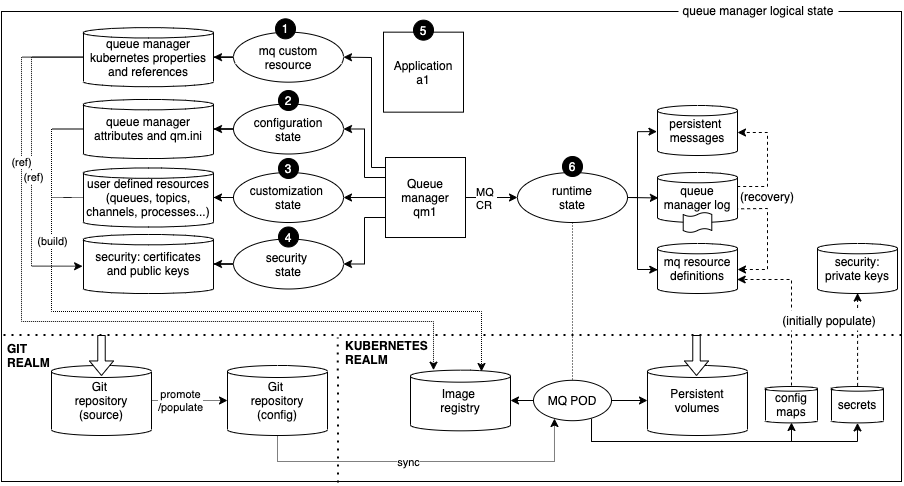 queue manager logical state
1
queue manager
kubernetes properties
and references
mq custom
resource
5
Application
a1
2
queue manager
attributes and qm.ini
configuration
state
(ref)
(ref)
3
user defined resources
(queues, topics,
channels, processes...)
customization
state
Queue
manager
qm1
MQ
CR
6
runtime
state
persistent
messages
queue
manager log
(recovery)
(build)
4
security: certificates
and public keys
security
state
mq resource
definitions
security:
private keys
(initially populate)
GIT
REALM
KUBERNETES
REALM
Git
repository
(source)
promote
/populate
Git
repository
(config)
Image
registry
MQ POD
Persistent
volumes
config
maps
secrets
sync